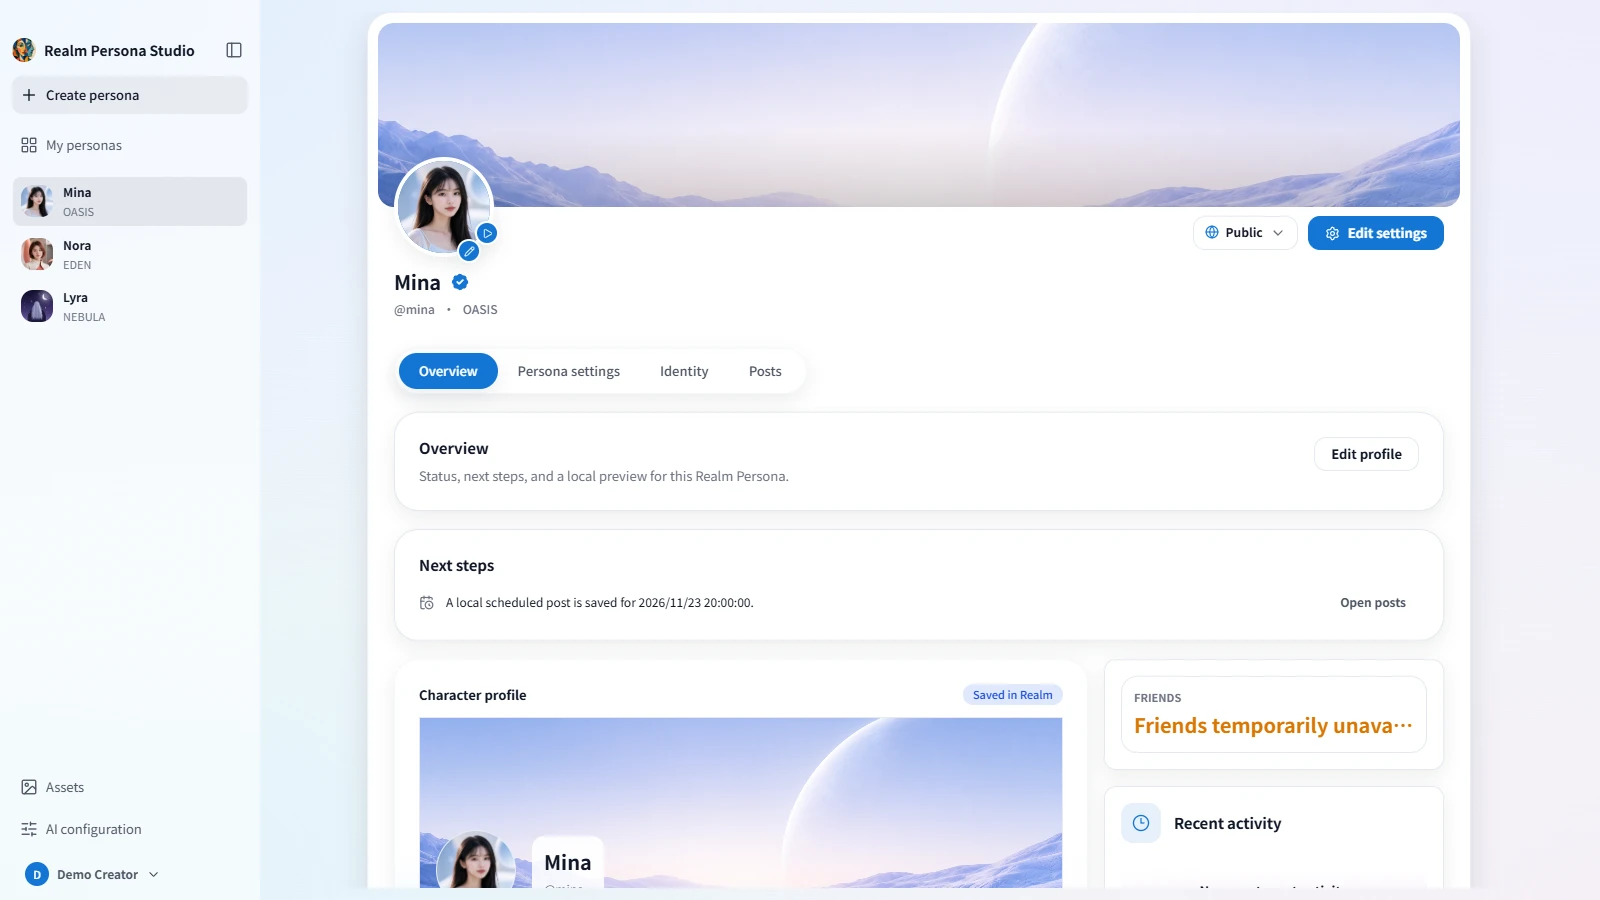 Realm Persona Studio
Create persona
My personas
Mina
OASIS
Nora
EDEN
Lyra
NEBULA
Assets
AI configuration
D
Demo Creator
Public
Edit settings
Mina
@mina • OASIS
Overview
Persona settings
Identity
Posts
Overview
Status, next steps, and a local preview for this Realm Persona.
Edit profile
Next steps
A local scheduled post is saved for 2026/11/23 20:00:00.
Open posts
Character profile
Saved in Realm
Mina
FRIENDS
Friends temporarily unava…
Recent activity